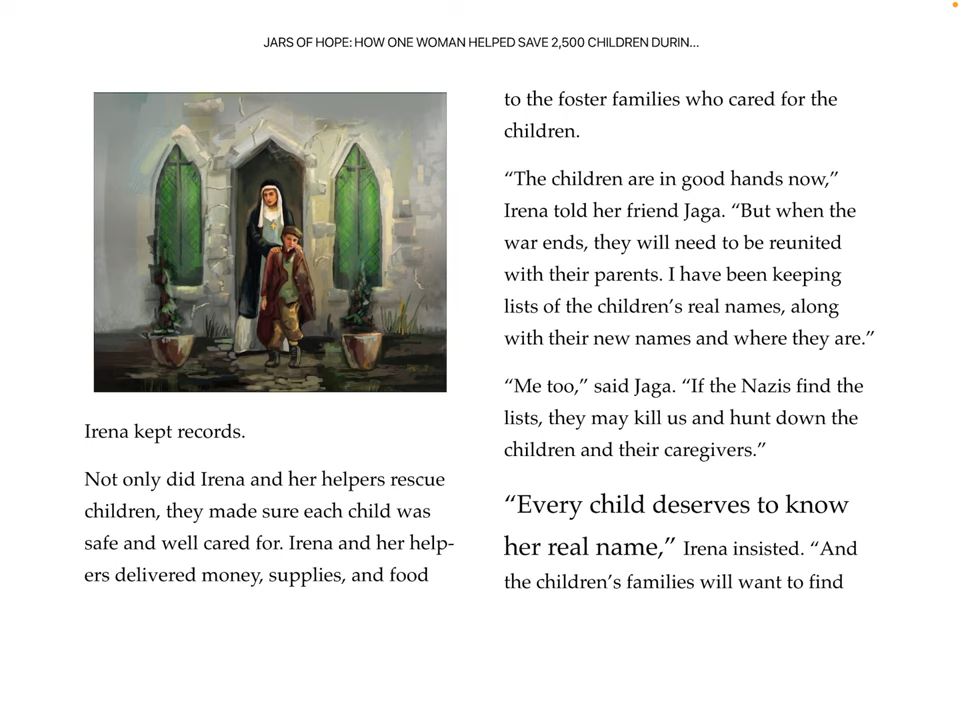 JARS OF HOPE: HOW ONE WOMAN HELPED SAVE 2,500 CHILDREN DURIN...
Irena kept records.
Not only did Irena and her helpers rescue
children, they made sure each child was
safe and well cared for. Irena and her help-
ers delivered money, supplies, and food
to the foster families who cared for the
children.
“The children are in good hands now,”
Irena told her friend Jaga. “But when the
war ends, they will need to be reunited
with their parents. I have been keeping
lists of the children’s real names, along
with their new names and where they are.”
“Me too,” said Jaga. “If the Nazis find the
lists, they may kill us and hunt down the
children and their caregivers.”
“Every child deserves to know
her real name,” Irena insisted. “And
the children’s families will want to find